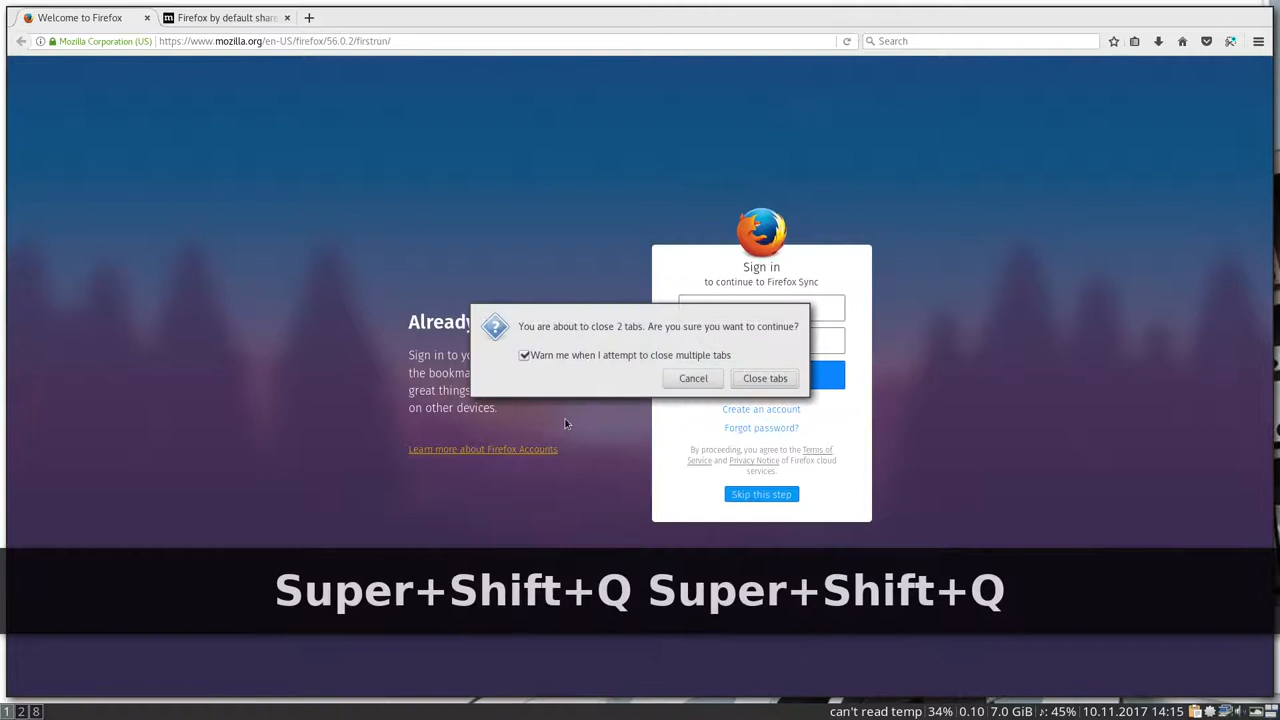 Welcome to Firefox
Firefox by default share
Mozilla Corporation (US)
https://www.mozilla.org/en-US/firefox/56.0.2/firstrun/
Search
Sign in
to continue to Firefox Sync
Already
Sign in to yo
the bookma
great things
on other devices.
Learn more about Firefox Accounts
You are about to close 2 tabs. Are you sure you want to continue?
Warn me when I attempt to close multiple tabs
Cancel
Close tabs
Create an account
Forgot password?
By proceeding, you agree to the Terms of
Service and Privacy Notice of Firefox cloud
services.
Skip this step
Super+Shift+Q Super+Shift+Q
1 2 8
can't read temp 34% 0.10 7.0 GiB ♪: 45% 10.11.2017 14:15